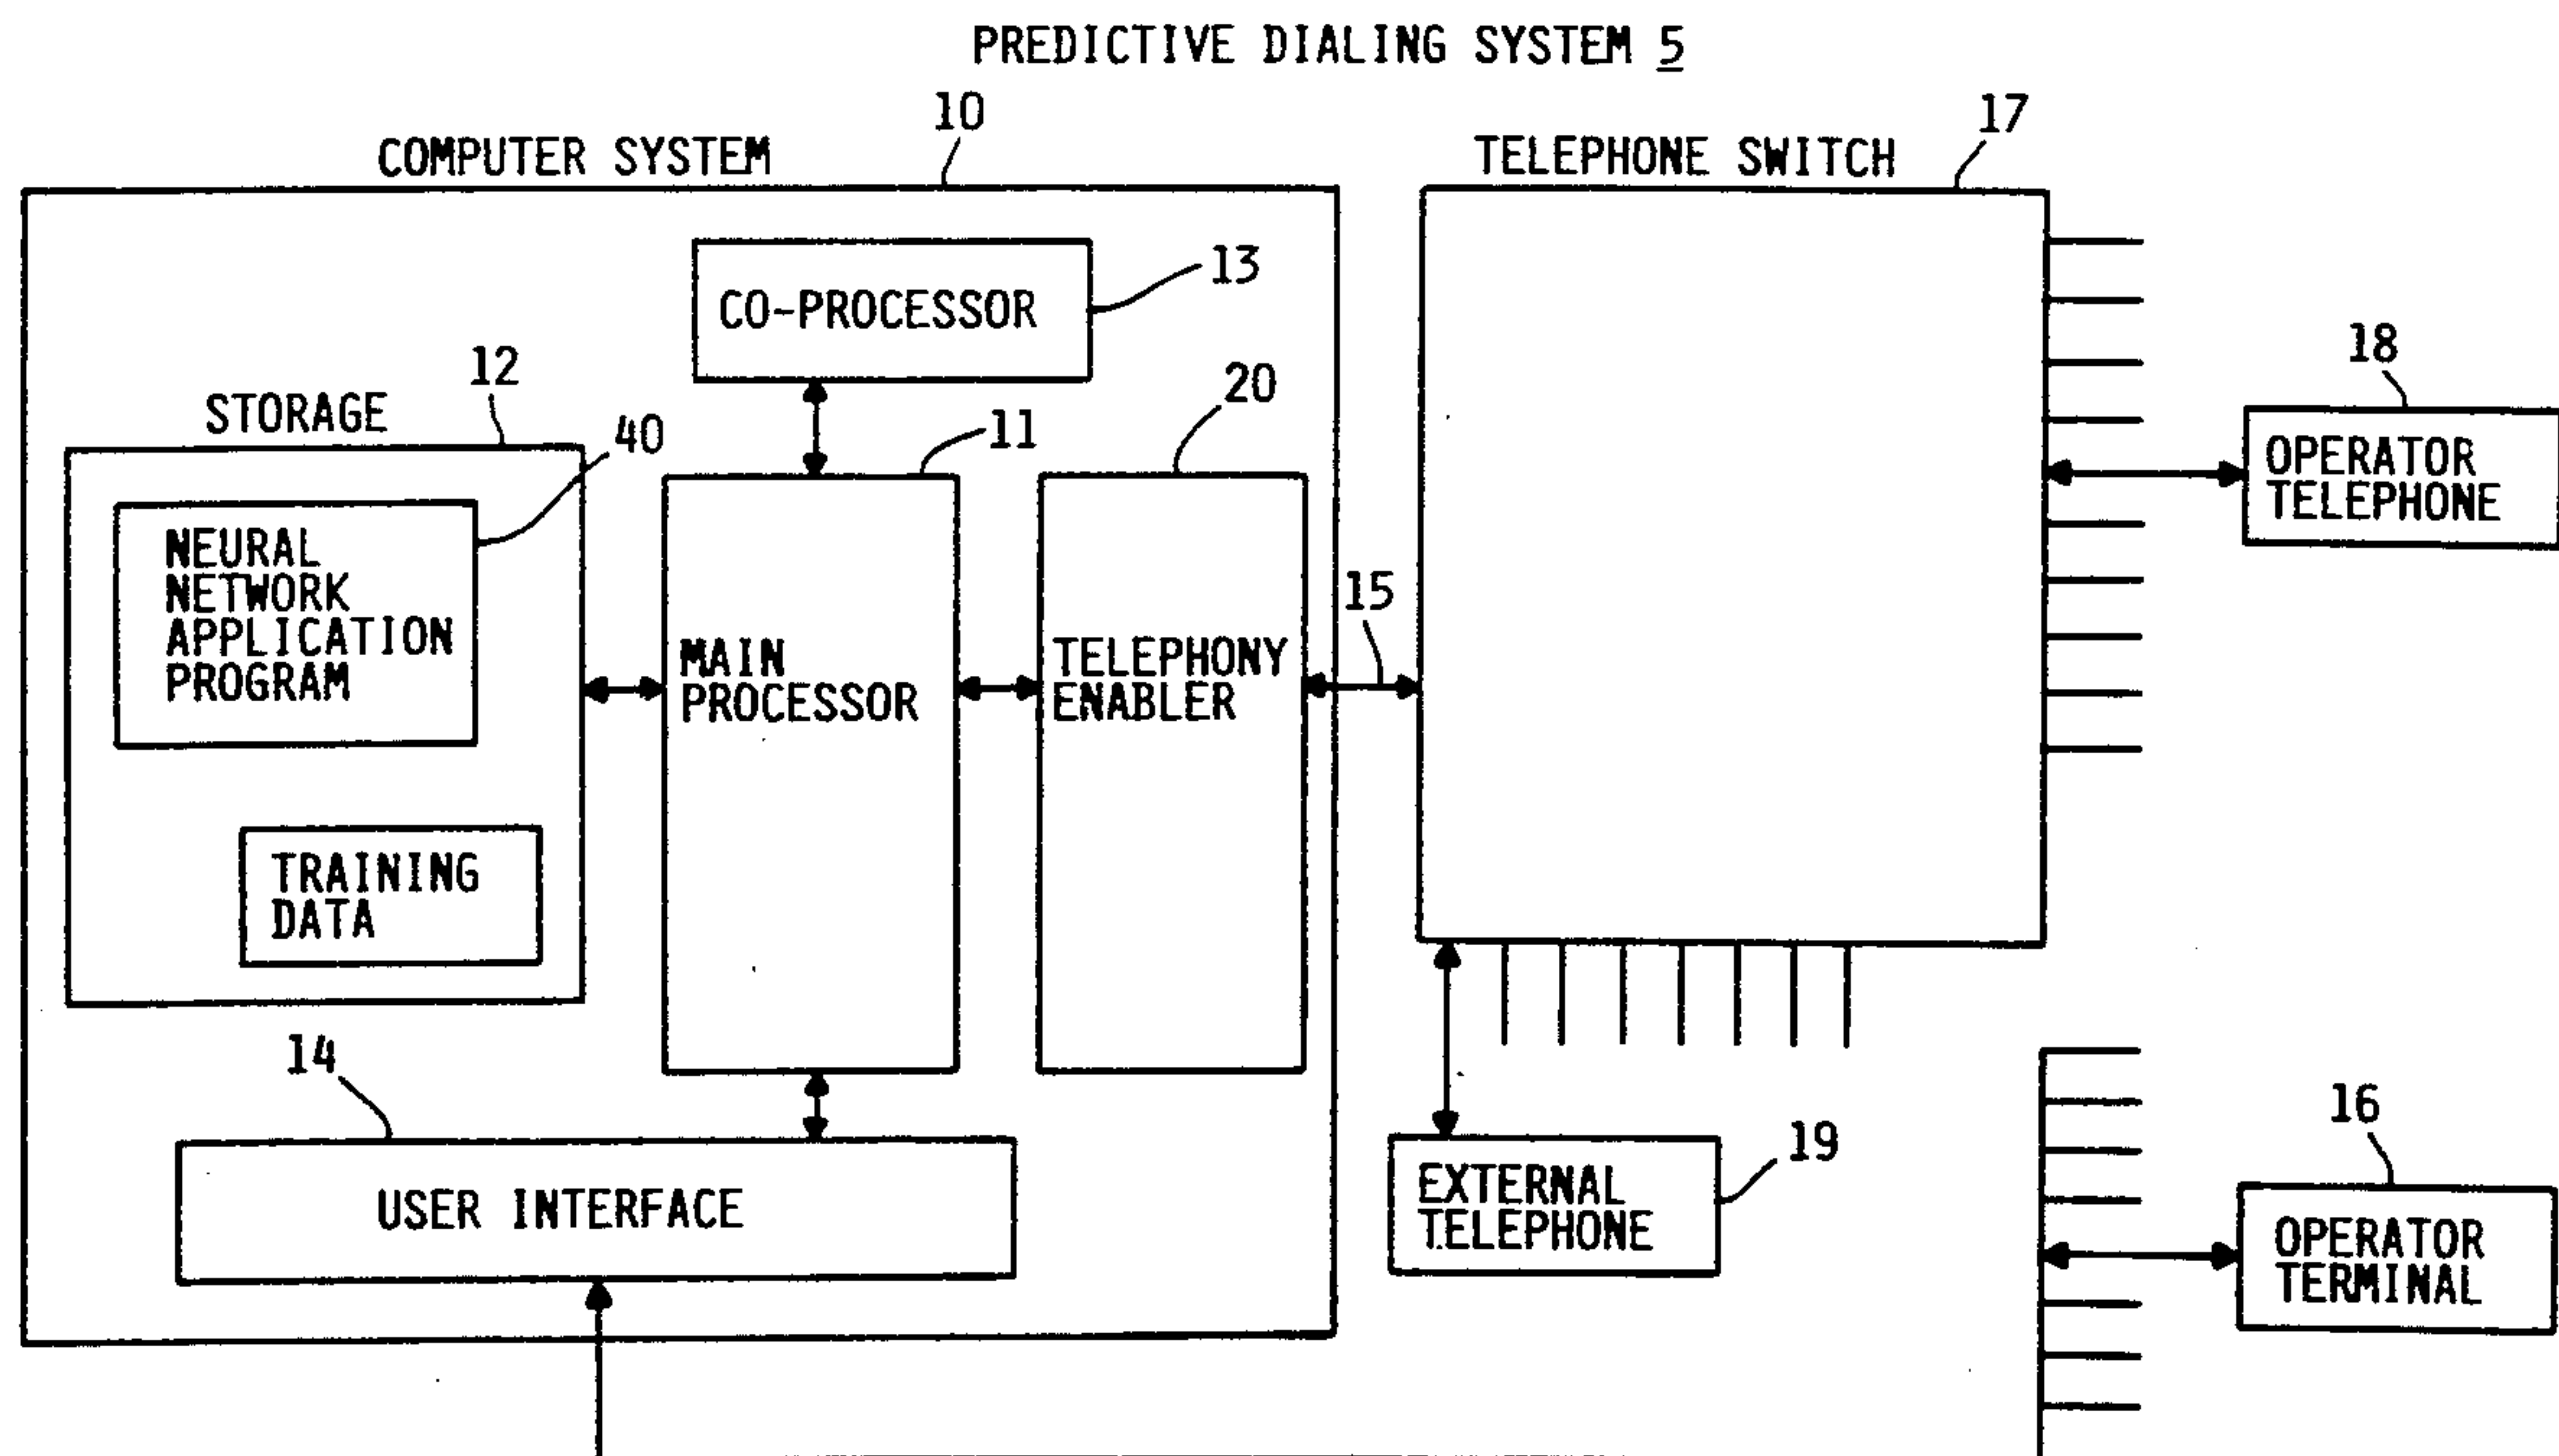 PREDICTIVE DIALING SYSTEM 5
10
COMPUTER SYSTEM
17
TELEPHONE SWITCH
13
CO-PROCESSOR
12
STORAGE
40
NEURAL
NETWORK
APPLICATION
PROGRAM
TRAINING
DATA
11
MAIN
PROCESSOR
20
TELEPHONY
ENABLER
15
18
OPERATOR
TELEPHONE
14
USER INTERFACE
19
EXTERNAL
TELEPHONE
16
OPERATOR
TERMINAL